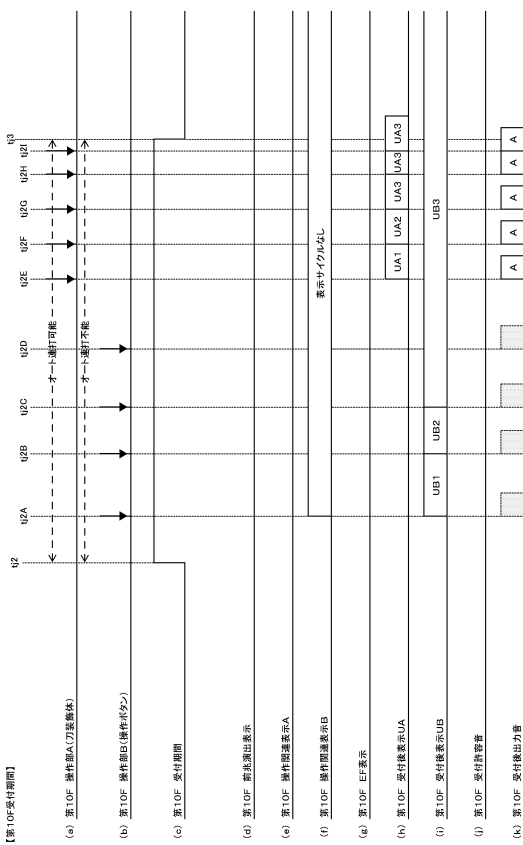 【第10F受付期間】
tj2
tj2A
tj2B
tj2C
tj2D
tj2E
tj2F
tj2G
tj2H
tj2I
tj3
オート連打可能
オート連打不能
(a) 第10F 操作部A(刀装飾体)
(b) 第10F 操作部B(操作ボタン)
(c) 第10F 受付期間
(d) 第10F 前兆演出表示
(e) 第10F 操作関連表示A
(f) 第10F 操作関連表示B
表示サイクルなし
(g) 第10F EF表示
(h) 第10F 受付後表示UA
UA1
UA2
UA3
UA3
UA3
(i) 第10F 受付後表示UB
UB1
UB2
UB3
(j) 第10F 受付許容音
(k) 第10F 受付後出力音
A
A
A
A
A